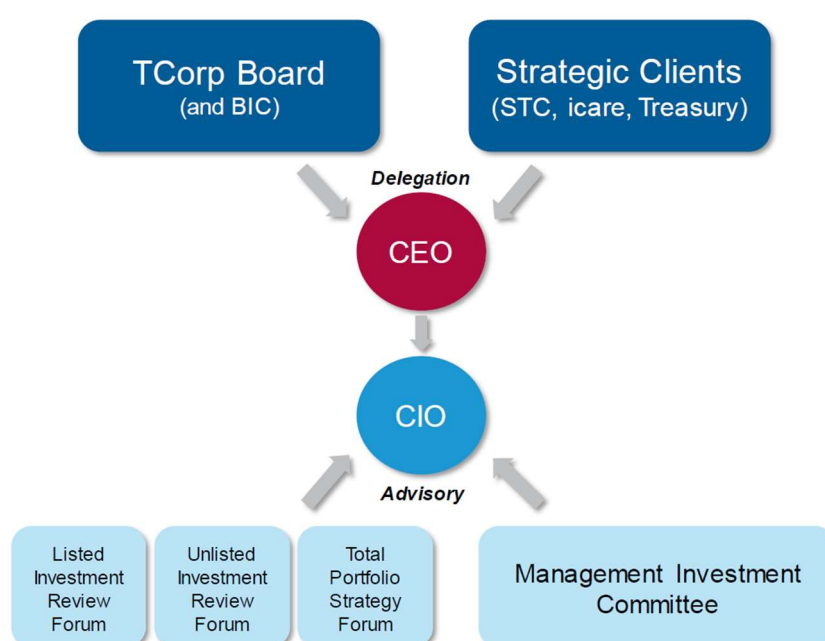 TCorp Board
(and BIC)
Strategic Clients
(STC, icare, Treasury)
Delegation
CEO
CIO
Advisory
Listed
Investment
Review
Forum
Unlisted
Investment
Review
Forum
Total
Portfolio
Strategy
Forum
Management Investment
Committee